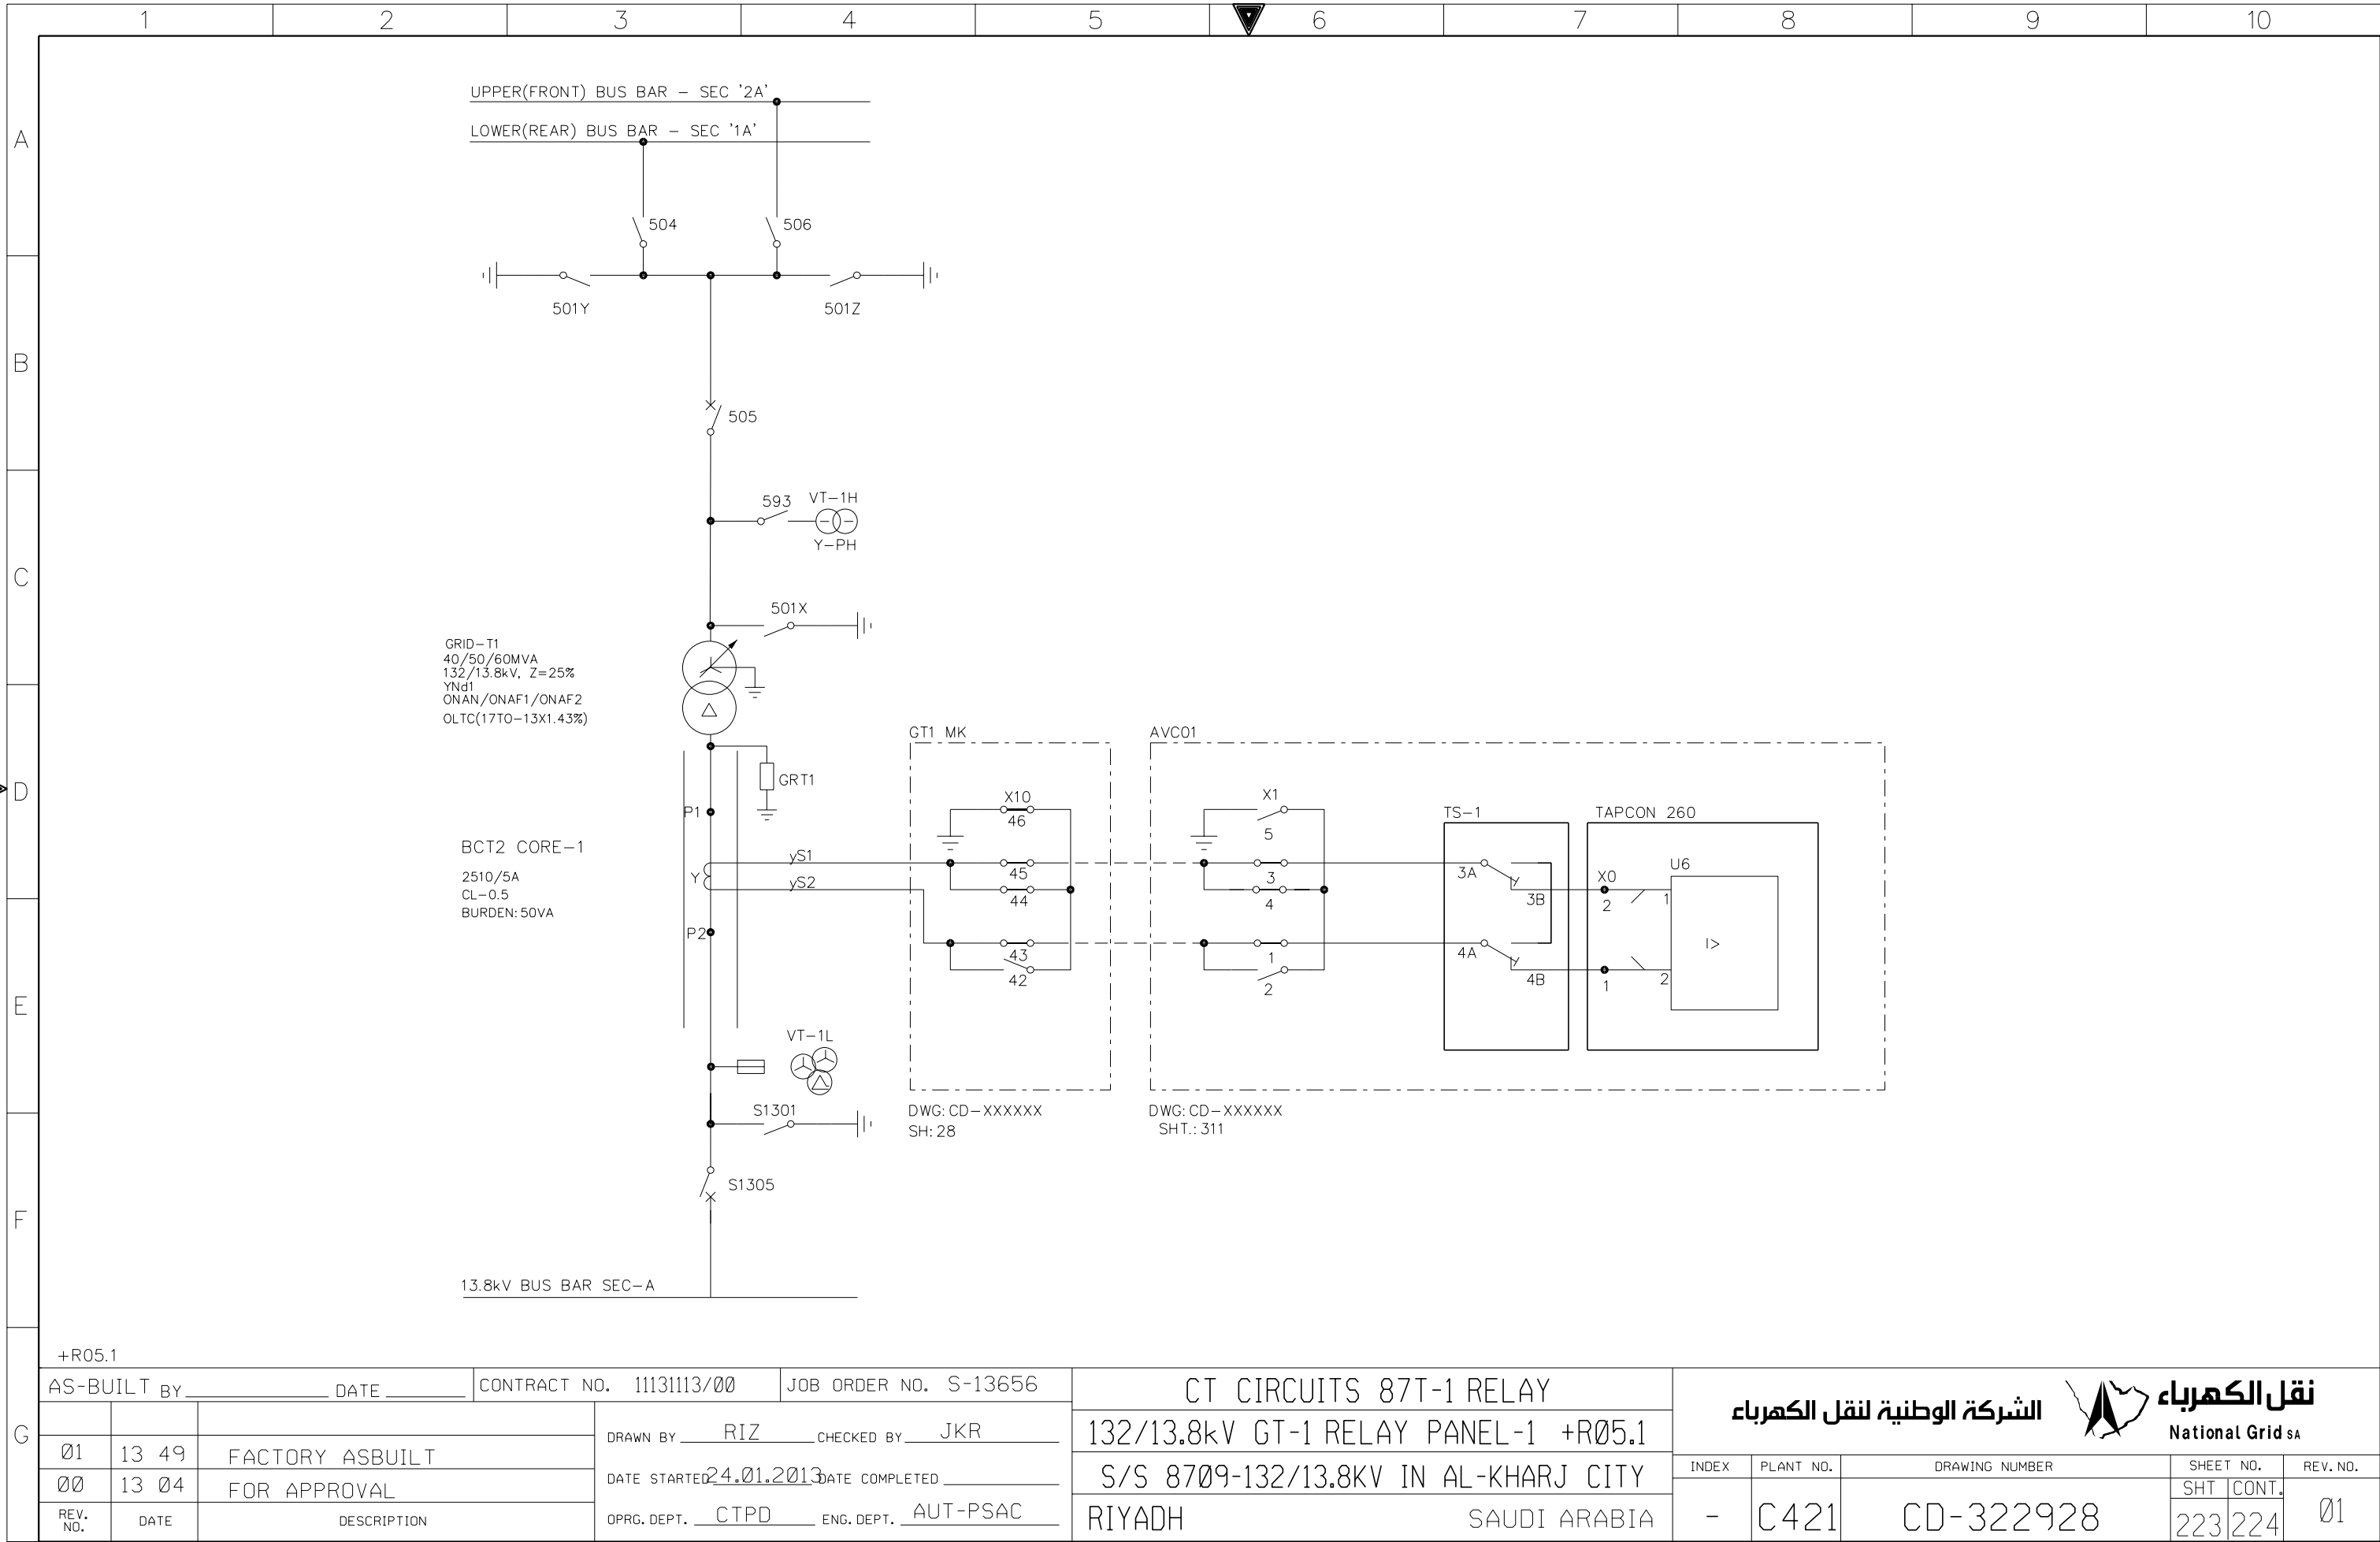 1 2 3 4 5 6 7 8 9 10
A
B
C
D
E
F
G
UPPER(FRONT) BUS BAR – SEC '2A'
LOWER(REAR) BUS BAR – SEC '1A'
504
506
501Y
501Z
505
593
VT–1H
Y–PH
501X
GRID–T1
40/50/60MVA
132/13.8kV, Z=25%
YNd1
ONAN/ONAF1/ONAF2
OLTC(17TO–13X1.43%)
GRT1
P1
BCT2 CORE–1
2510/5A
CL–0.5
BURDEN: 50VA
Y
yS1
yS2
P2
GT1 MK
X10
46
45
44
43
42
DWG: CD–XXXXXX
SH: 28
AVC01
X1
5
3
4
1
2
DWG: CD–XXXXXX
SHT.: 311
TS–1
3A
3B
4A
4B
TAPCON 260
X0
2
1
U6
1
I>
2
VT–1L
S1301
S1305
13.8kV BUS BAR SEC–A
+R05.1
AS-BUILT BY DATE
CONTRACT NO. 11131113/00
JOB ORDER NO. S-13656
01 13 49 FACTORY ASBUILT
00 13 04 FOR APPROVAL
REV. NO. DATE DESCRIPTION
DRAWN BY RIZ CHECKED BY JKR
DATE STARTED 24.01.2013 DATE COMPLETED
OPRG. DEPT. CTPD ENG. DEPT. AUT-PSAC
CT CIRCUITS 87T-1 RELAY
132/13.8kV GT-1 RELAY PANEL-1 +R05.1
S/S 8709-132/13.8KV IN AL-KHARJ CITY
RIYADH SAUDI ARABIA
الشركة الوطنية لنقل الكهرباء
نقل الكهرباء
National Grid SA
INDEX PLANT NO. DRAWING NUMBER SHEET NO. REV. NO.
SHT CONT.
- C421 CD-322928 223 224 01